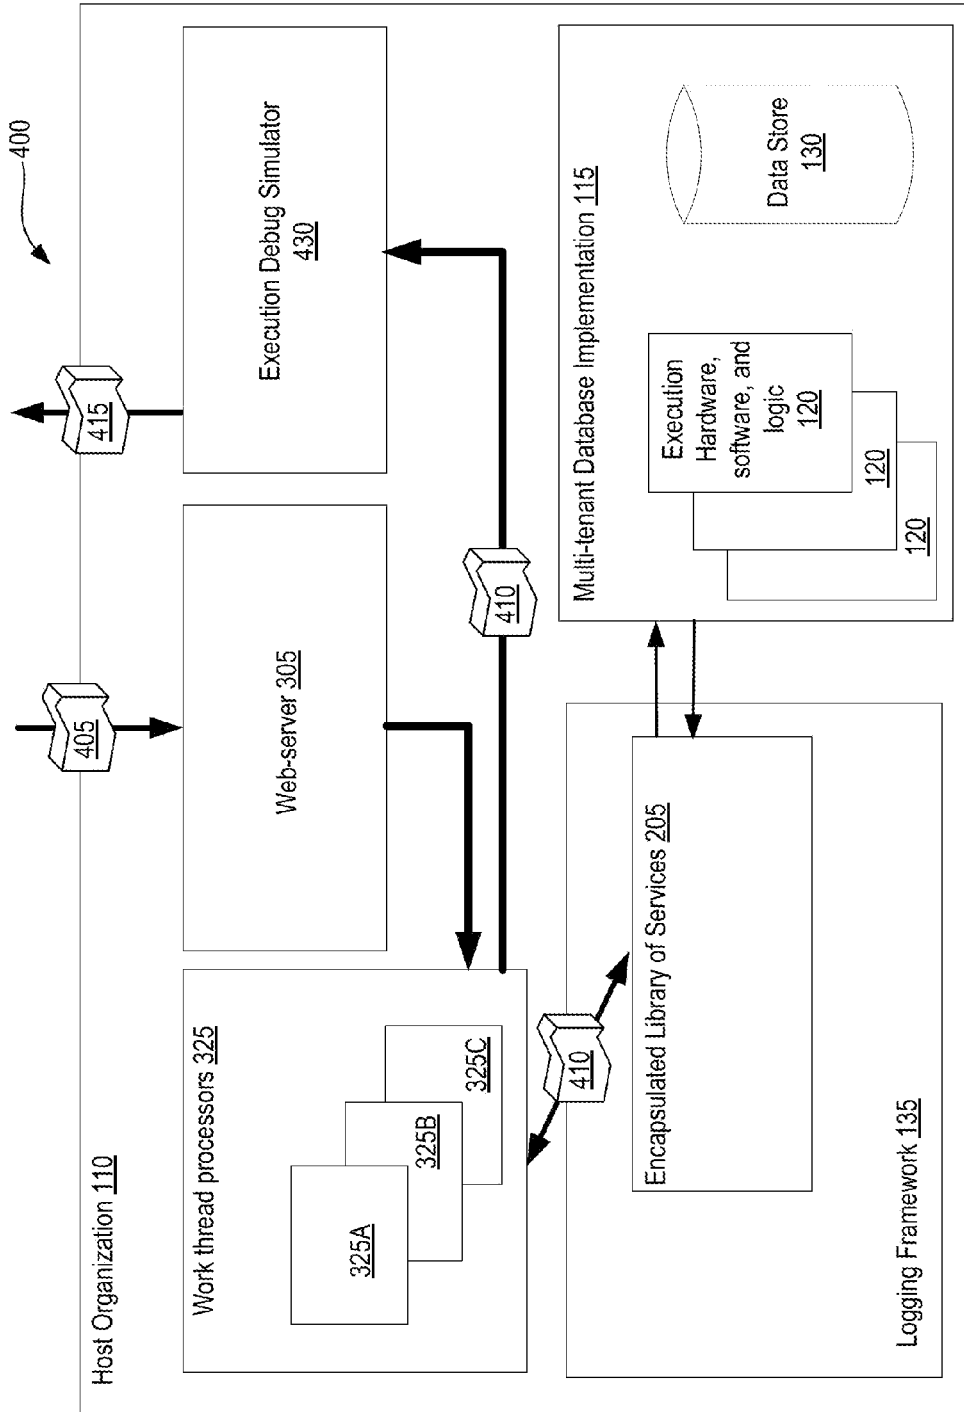 400
Host Organization 110
Work thread processors 325
325A
325B
325C
405
Web-server 305
415
Execution Debug Simulator
430
410
410
Logging Framework 135
Encapsulated Library of Services 205
Multi-tenant Database Implementation 115
Execution
Hardware,
software, and
logic
120
120
120
Data Store
130